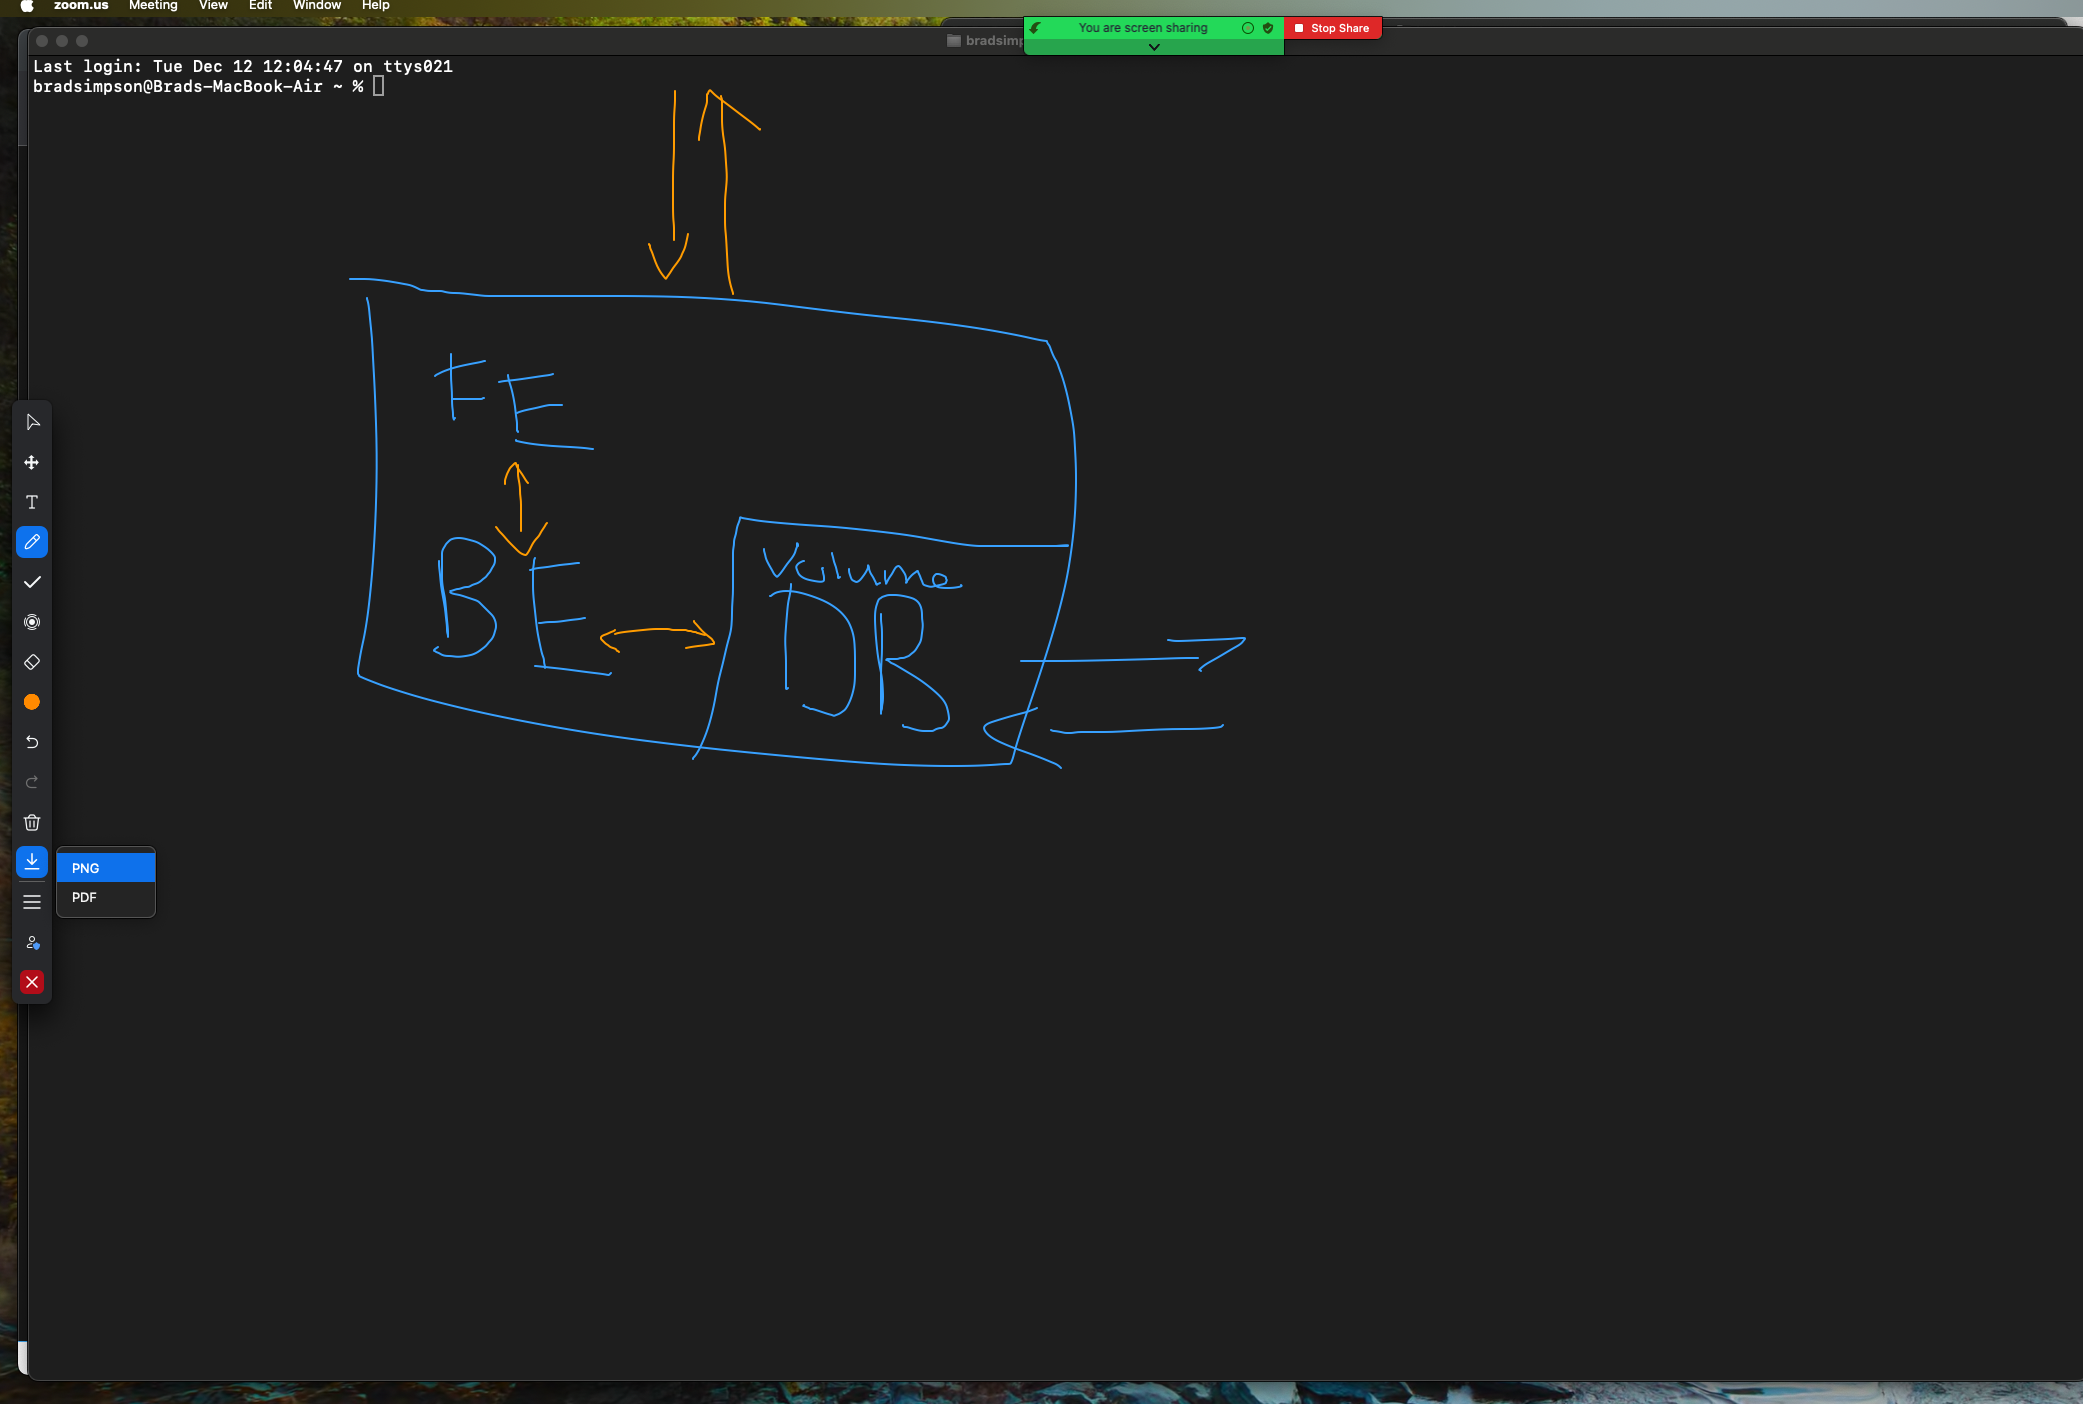 zoom.us Meeting View Edit Window Help
You are screen sharing
Stop Share
Last login: Tue Dec 12 12:04:47 on ttys021
bradsimpson@Brads-MacBook-Air ~ %
FE
BE
Volume
DB
T
PNG
PDF